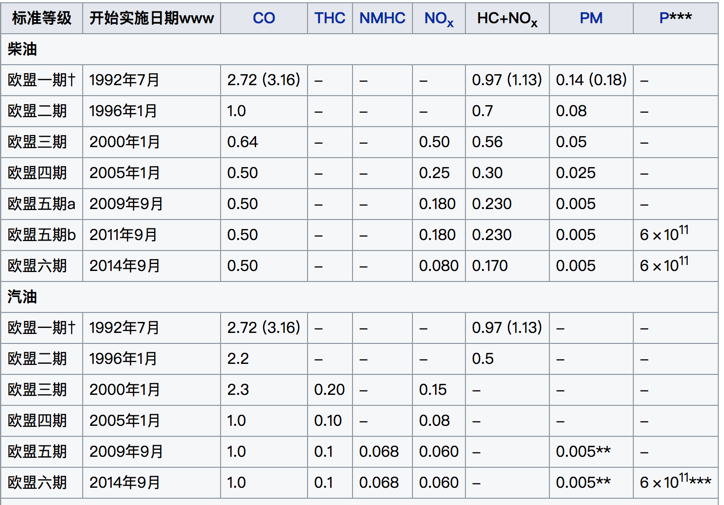 标准等级 开始实施日期www CO THC NMHC NOx HC+NOx PM P***
柴油
欧盟一期† 1992年7月 2.72 (3.16) – – – 0.97 (1.13) 0.14 (0.18) –
欧盟二期 1996年1月 1.0 – – – 0.7 0.08 –
欧盟三期 2000年1月 0.64 – – 0.50 0.56 0.05 –
欧盟四期 2005年1月 0.50 – – 0.25 0.30 0.025 –
欧盟五期a 2009年9月 0.50 – – 0.180 0.230 0.005 –
欧盟五期b 2011年9月 0.50 – – 0.180 0.230 0.005 6 × 10¹¹
欧盟六期 2014年9月 0.50 – – 0.080 0.170 0.005 6 × 10¹¹
汽油
欧盟一期† 1992年7月 2.72 (3.16) – – – 0.97 (1.13) – –
欧盟二期 1996年1月 2.2 – – – 0.5 – –
欧盟三期 2000年1月 2.3 0.20 – 0.15 – – –
欧盟四期 2005年1月 1.0 0.10 – 0.08 – – –
欧盟五期 2009年9月 1.0 0.1 0.068 0.060 – 0.005** –
欧盟六期 2014年9月 1.0 0.1 0.068 0.060 – 0.005** 6 × 10¹¹***